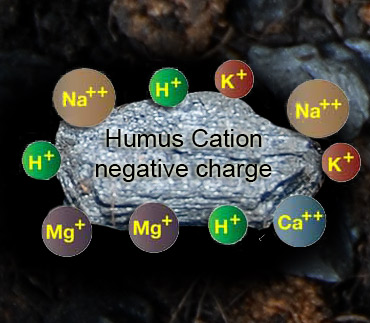 H⁺ K⁺
Na⁺⁺ Na⁺⁺
Humus Cation
H⁺ negative charge K⁺
Mg⁺ Mg⁺ H⁺ Ca⁺⁺